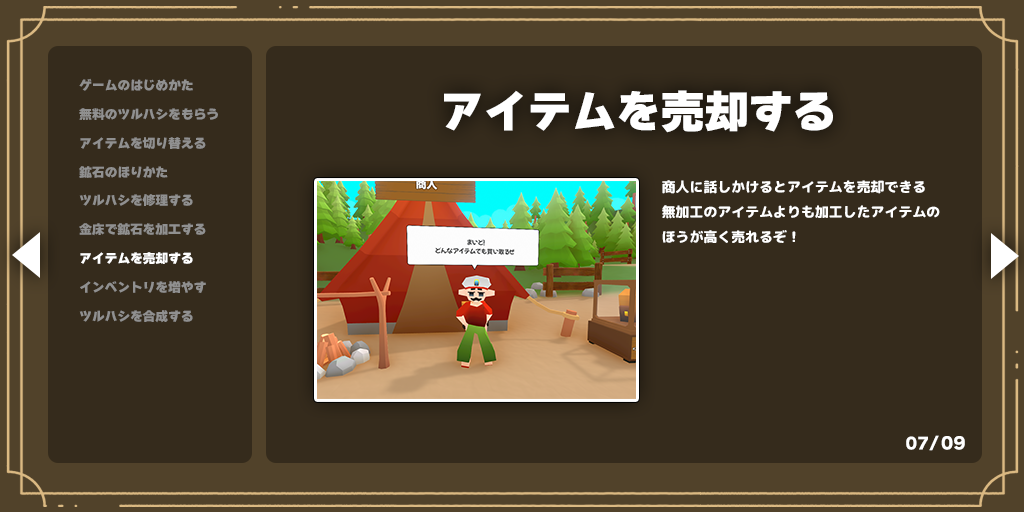 ゲームのはじめかた
無料のツルハシをもらう
アイテムを切り替える
鉱石のほりかた
ツルハシを修理する
金床で鉱石を加工する
アイテムを売却する
インベントリを増やす
ツルハシを合成する
アイテムを売却する
商人
まいど!
どんなアイテムでも買い取るぜ
商人に話しかけるとアイテムを売却できる
無加工のアイテムよりも加工したアイテムの
ほうが高く売れるぞ！
07/09